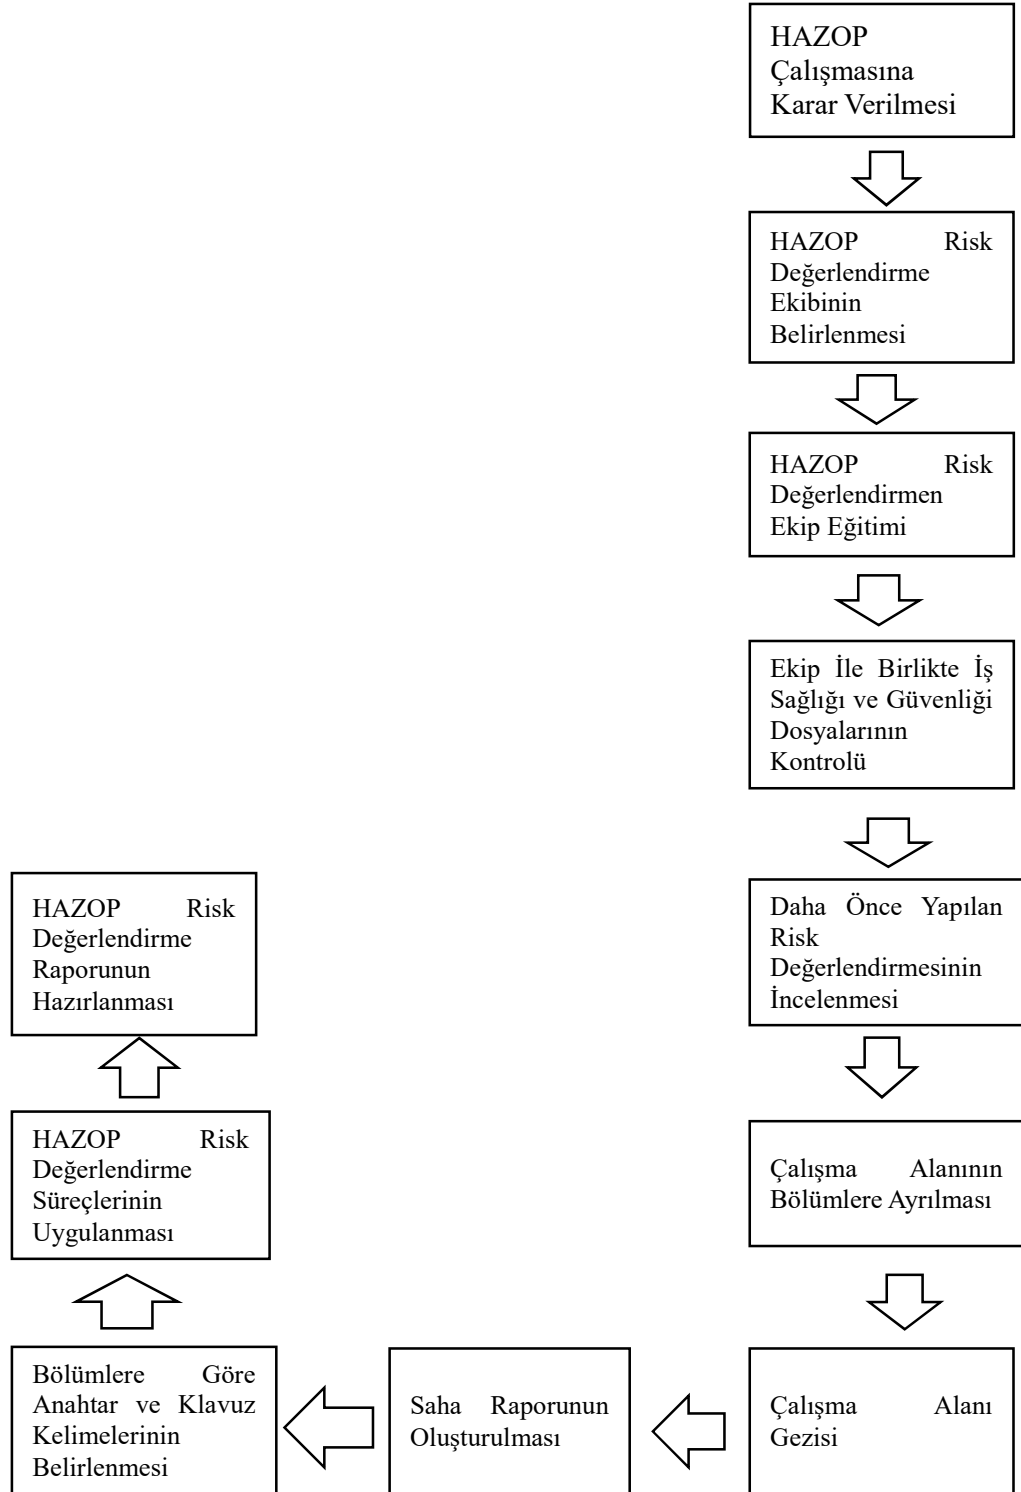 HAZOP
Çalışmasına
Karar Verilmesi
HAZOP Risk
Değerlendirme
Ekibinin
Belirlenmesi
HAZOP Risk
Değerlendirmen
Ekip Eğitimi
Ekip İle Birlikte İş
Sağlığı ve Güvenliği
Dosyalarının
Kontrolü
Daha Önce Yapılan
Risk
Değerlendirmesinin
İncelenmesi
Çalışma Alanının
Bölümlere Ayrılması
Çalışma Alanı
Gezisi
Saha Raporunun
Oluşturulması
Bölümlere Göre
Anahtar ve Klavuz
Kelimelerinin
Belirlenmesi
HAZOP Risk
Değerlendirme
Süreçlerinin
Uygulanması
HAZOP Risk
Değerlendirme
Raporunun
Hazırlanması